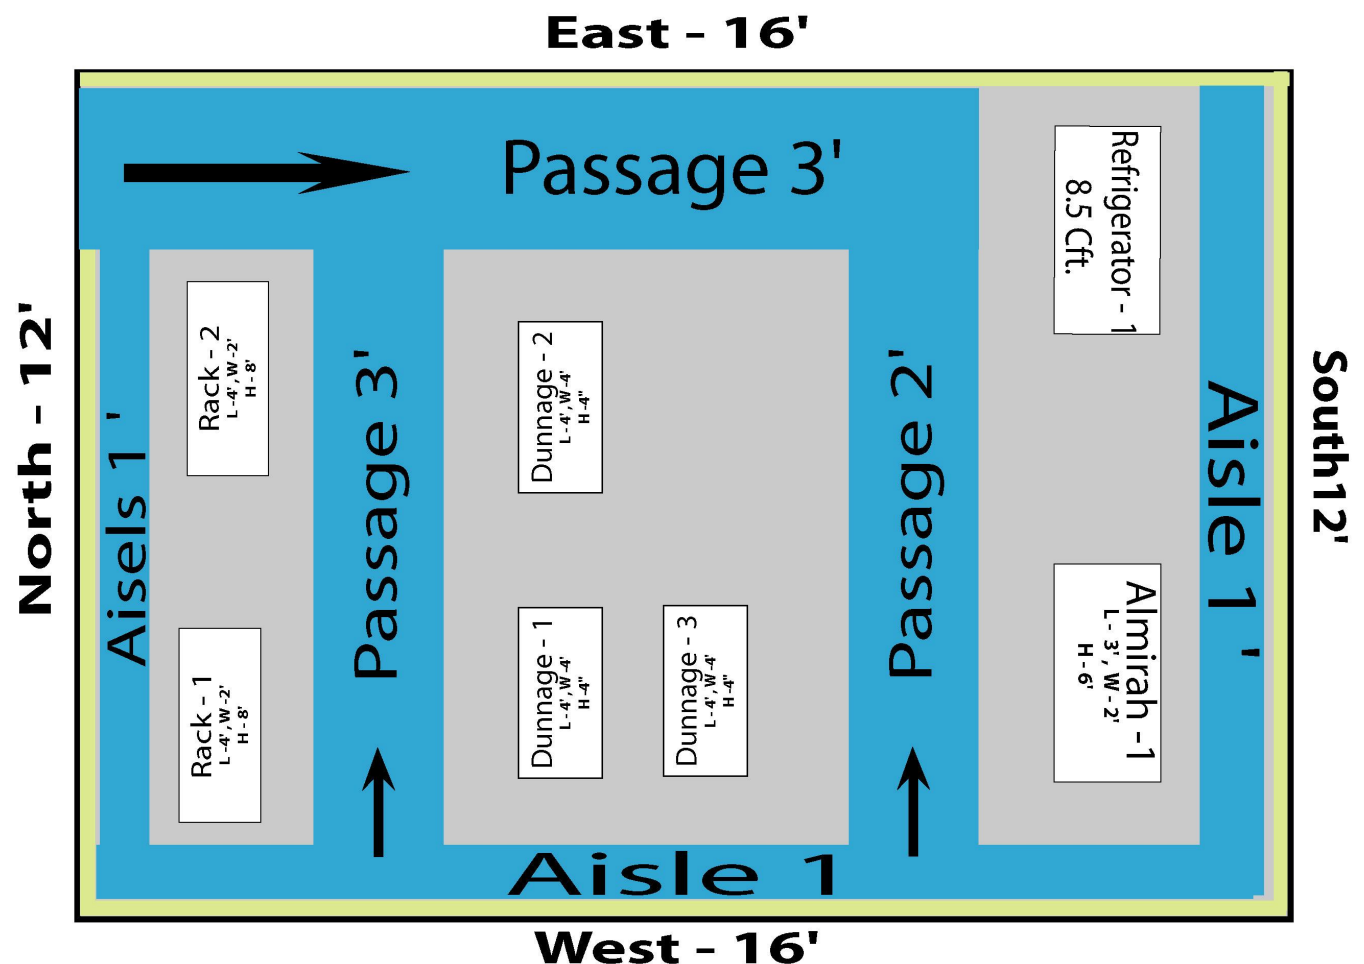 East - 16'
Passage 3'
Refrigerator - 1
8.5 Cft.
North - 12'
Aisels 1 '
Rack - 2
L -4', W -2'
H - 8'
Rack - 1
L -4', W -2'
H - 8'
Passage 3'
Dunnage - 2
L - 4', W -4'
H -4"
Dunnage - 1
L - 4', W -4'
H -4"
Dunnage - 3
L - 4', W -4'
H -4"
Passage 2'
Almirah -1
L - 3', W - 2'
H - 6'
Aisle 1 '
South12'
Aisle 1
West - 16'